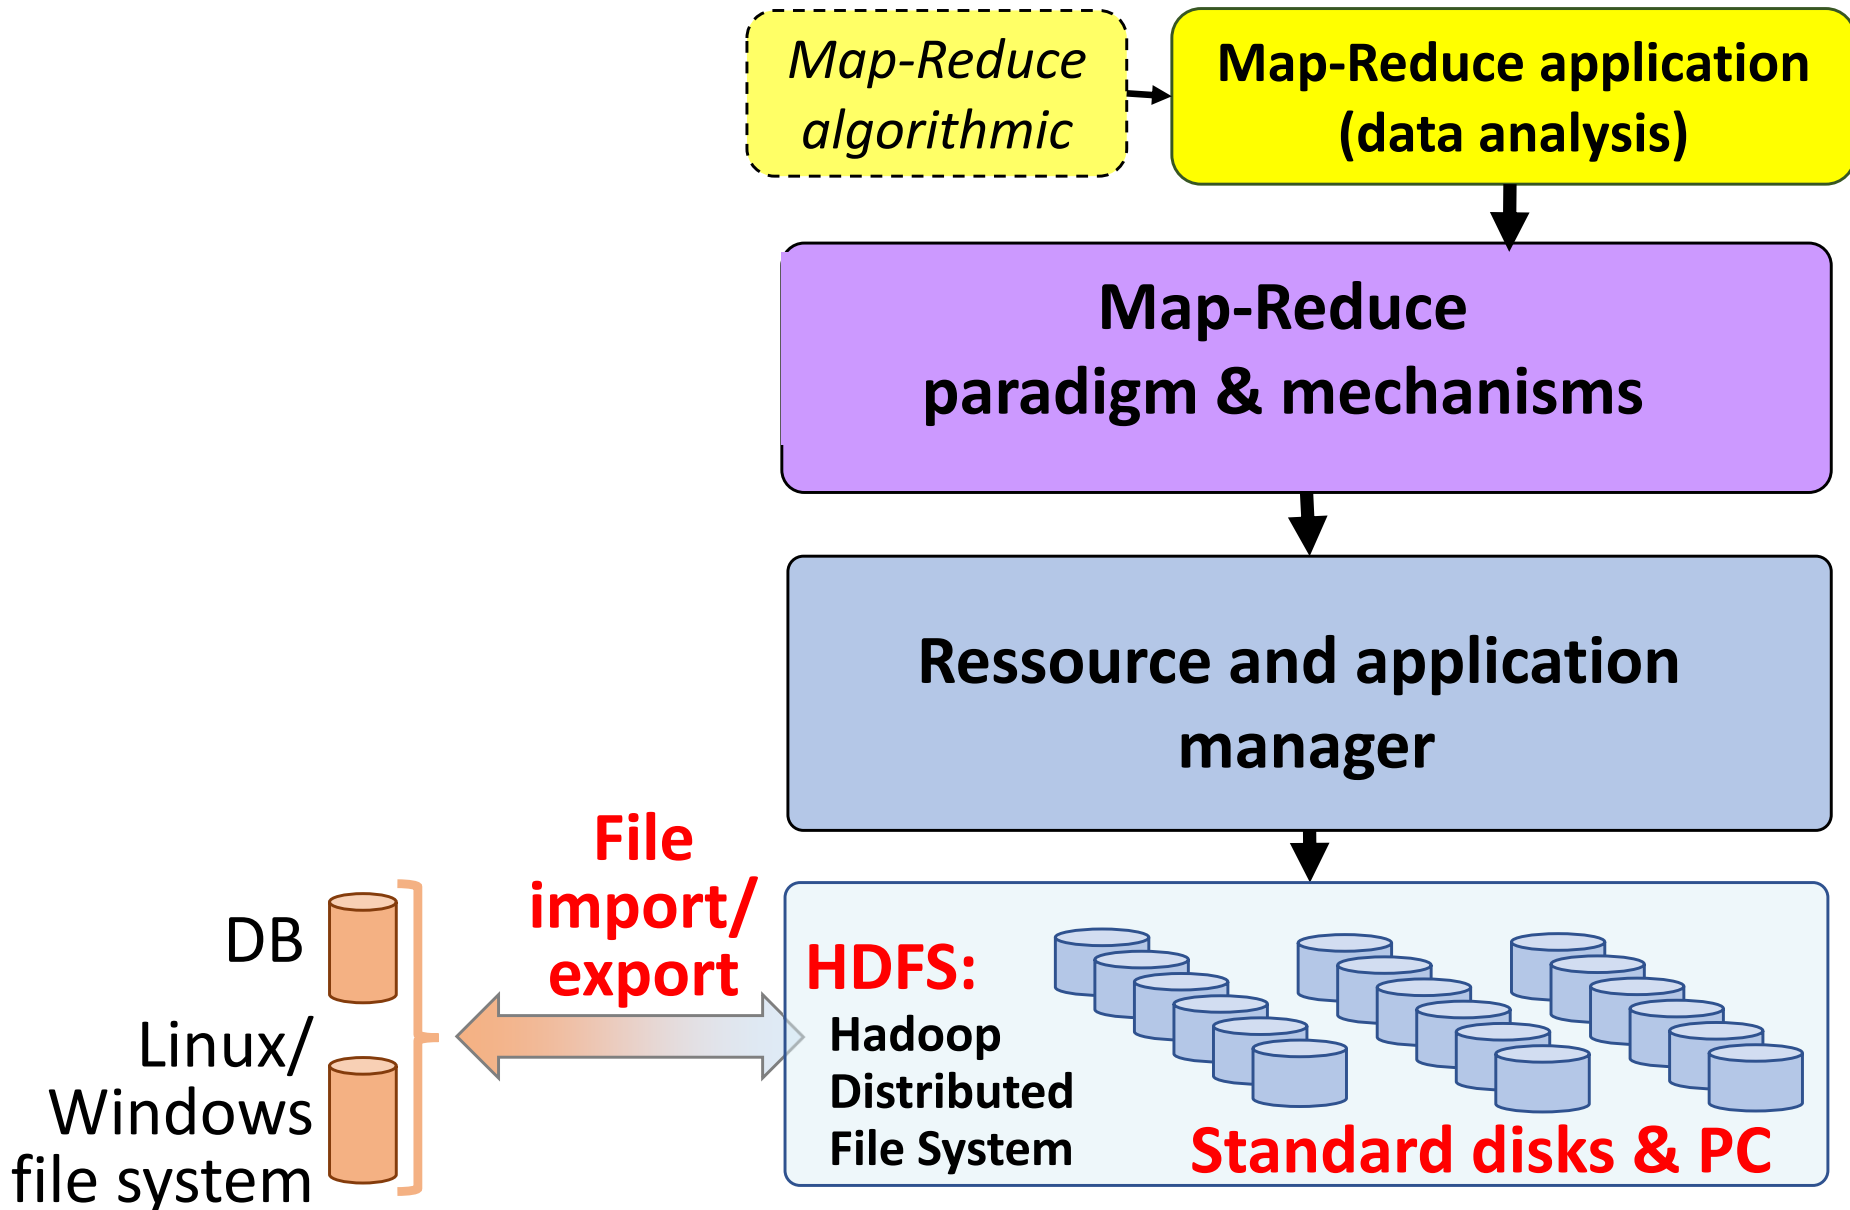 Map-Reduce
algorithmic
Map-Reduce application
(data analysis)
Map-Reduce
paradigm & mechanisms
Ressource and application
manager
File
import/
export
DB
Linux/
Windows
file system
HDFS:
Hadoop
Distributed
File System
Standard disks & PC